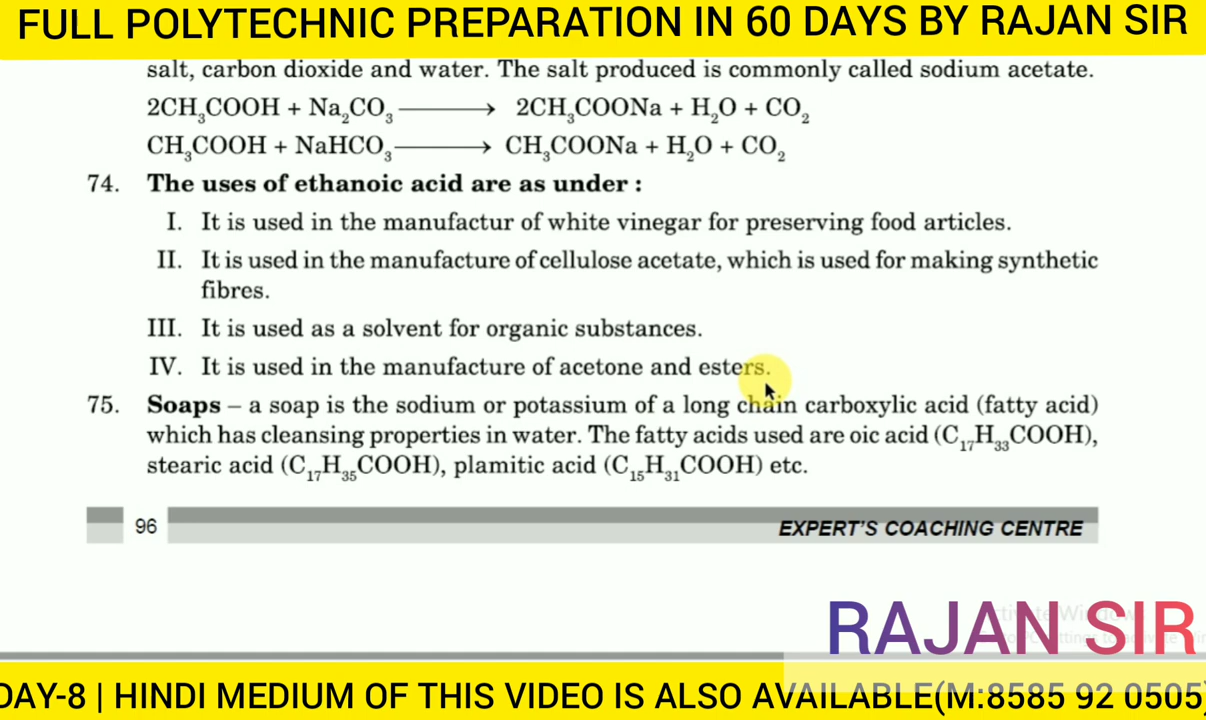 FULL POLYTECHNIC PREPARATION IN 60 DAYS BY RAJAN SIR
salt, carbon dioxide and water. The salt produced is commonly called sodium acetate.
2CH₃COOH + Na₂CO₃ ⟶ 2CH₃COONa + H₂O + CO₂
CH₃COOH + NaHCO₃ ⟶ CH₃COONa + H₂O + CO₂
74. The uses of ethanoic acid are as under :
I. It is used in the manufactur of white vinegar for preserving food articles.
II. It is used in the manufacture of cellulose acetate, which is used for making synthetic
fibres.
III. It is used as a solvent for organic substances.
IV. It is used in the manufacture of acetone and esters.
75. Soaps – a soap is the sodium or potassium of a long chain carboxylic acid (fatty acid)
which has cleansing properties in water. The fatty acids used are oic acid (C₁₇H₃₃COOH),
stearic acid (C₁₇H₃₅COOH), plamitic acid (C₁₅H₃₁COOH) etc.
96 EXPERT'S COACHING CENTRE
RAJAN SIR
DAY-8 | HINDI MEDIUM OF THIS VIDEO IS ALSO AVAILABLE(M:8585 92 0505)